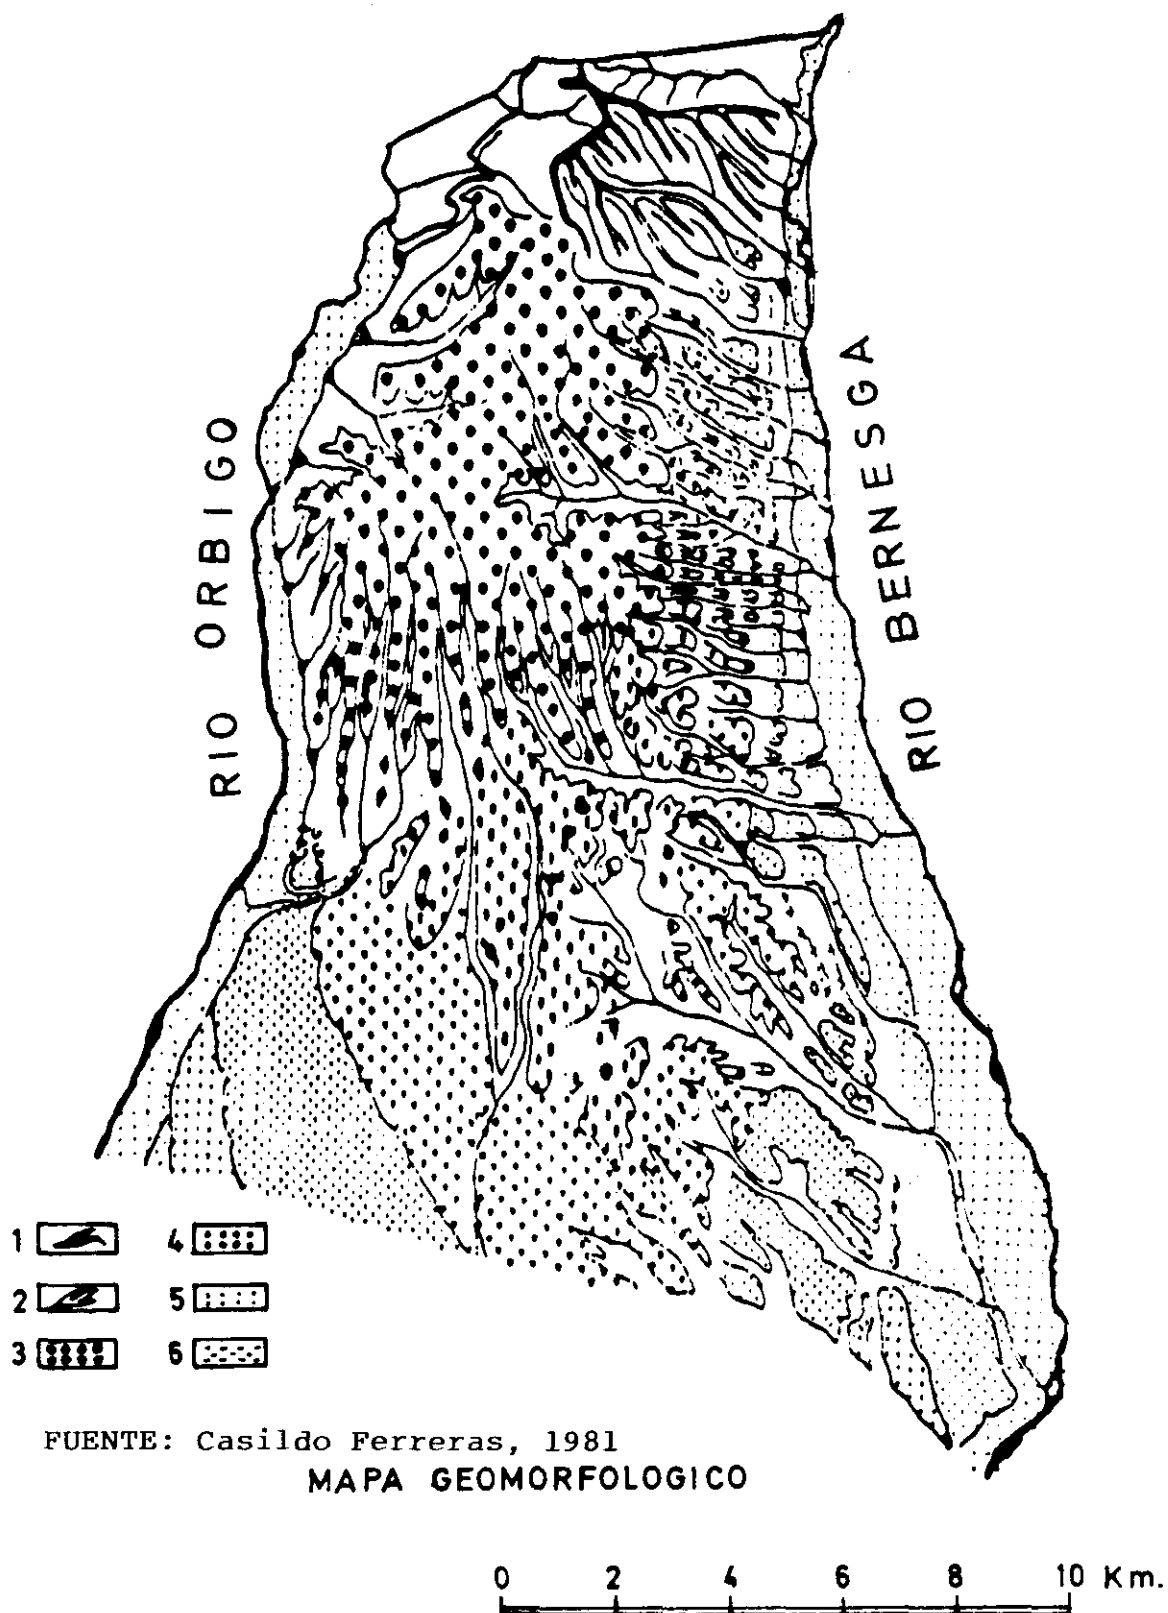 RIO ORBIGO
RIO BERNESGA
1 4
2 5
3 6
FUENTE: Casildo Ferreras, 1981
MAPA GEOMORFOLOGICO
0 2 4 6 8 10 Km.